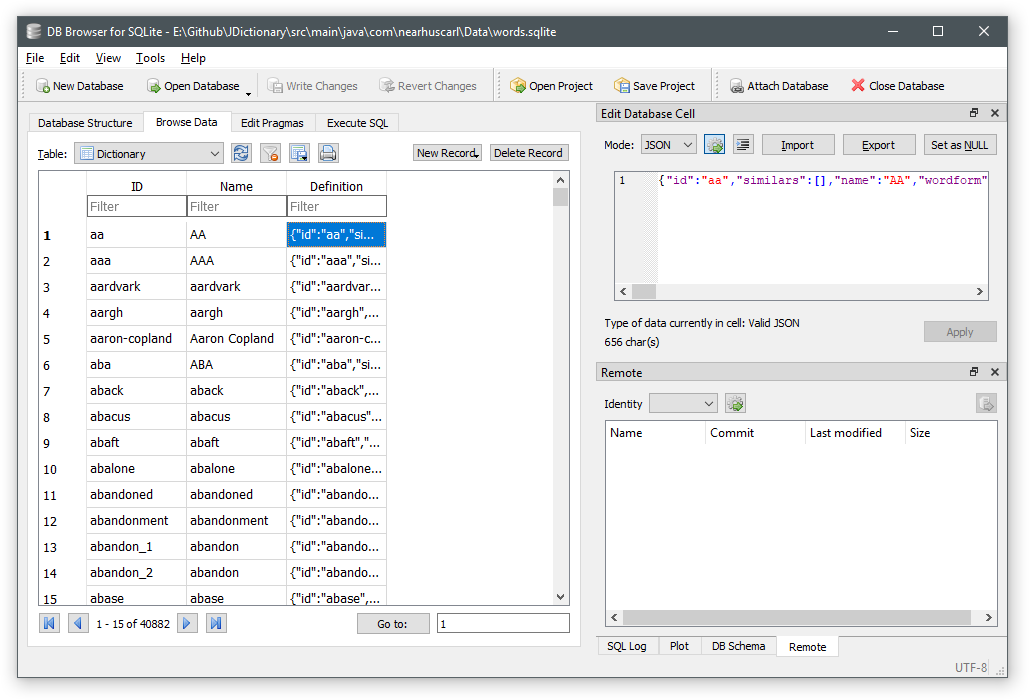 DB Browser for SQLite - E:\Github\JDictionary\src\main\java\com\nearhuscarl\Data\words.sqlite
File Edit View Tools Help
New Database Open Database Write Changes Revert Changes Open Project Save Project Attach Database Close Database
Database Structure Browse Data Edit Pragmas Execute SQL
Table: Dictionary New Record Delete Record
ID Name Definition
Filter Filter Filter
1 aa AA {"id":"aa","si...
2 aaa AAA {"id":"aaa","si...
3 aardvark aardvark {"id":"aardvar...
4 aargh aargh {"id":"aargh",...
5 aaron-copland Aaron Copland {"id":"aaron-c...
6 aba ABA {"id":"aba","si...
7 aback aback {"id":"aback",...
8 abacus abacus {"id":"abacus"...
9 abaft abaft {"id":"abaft","...
10 abalone abalone {"id":"abalone...
11 abandoned abandoned {"id":"abando...
12 abandonment abandonment {"id":"abando...
13 abandon_1 abandon {"id":"abando...
14 abandon_2 abandon {"id":"abando...
15 abase abase {"id":"abase",...
1 - 15 of 40882 Go to: 1
Edit Database Cell
Mode: JSON Import Export Set as NULL
1 {"id":"aa","similars":[],"name":"AA","wordform"
Type of data currently in cell: Valid JSON
656 char(s)
Apply
Remote
Identity
Name Commit Last modified Size
SQL Log Plot DB Schema Remote
UTF-8